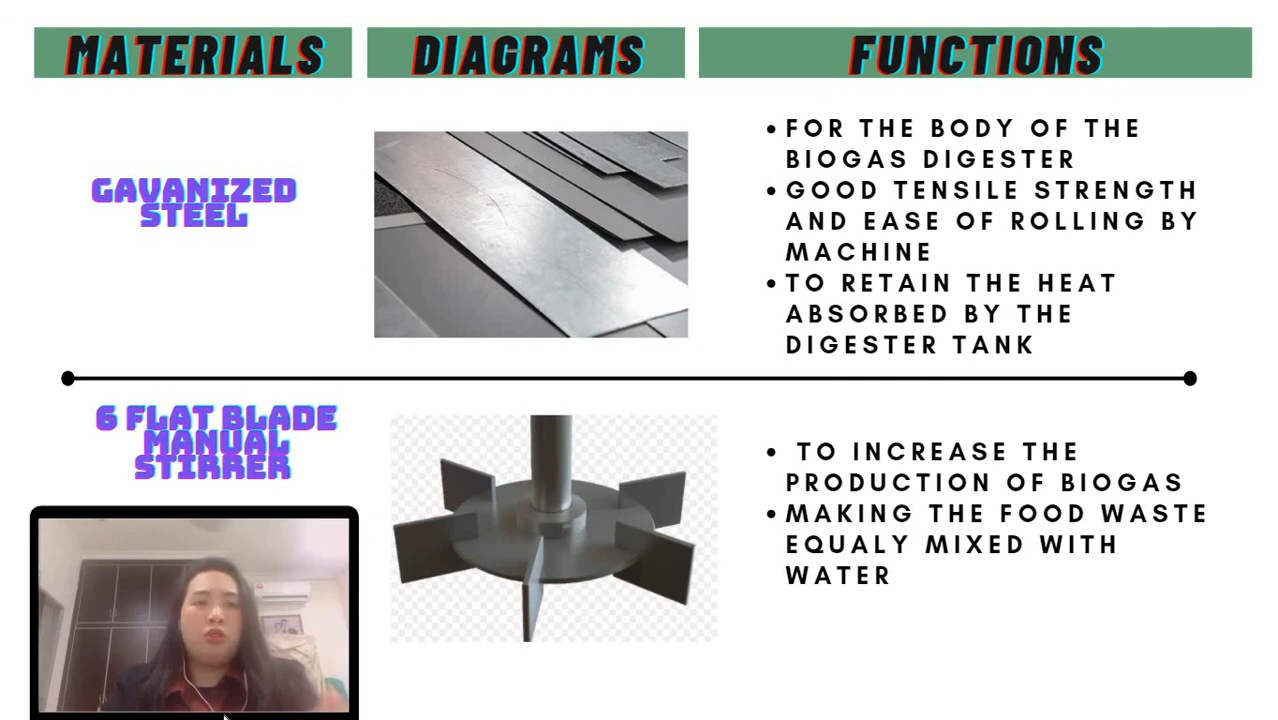 MATERIALS
DIAGRAMS
FUNCTIONS
GAVANIZED
STEEL
• FOR THE BODY OF THE
BIOGAS DIGESTER
• GOOD TENSILE STRENGTH
AND EASE OF ROLLING BY
MACHINE
• TO RETAIN THE HEAT
ABSORBED BY THE
DIGESTER TANK
6 FLAT BLADE
MANUAL
STIRRER
• TO INCREASE THE
PRODUCTION OF BIOGAS
• MAKING THE FOOD WASTE
EQUALY MIXED WITH
WATER